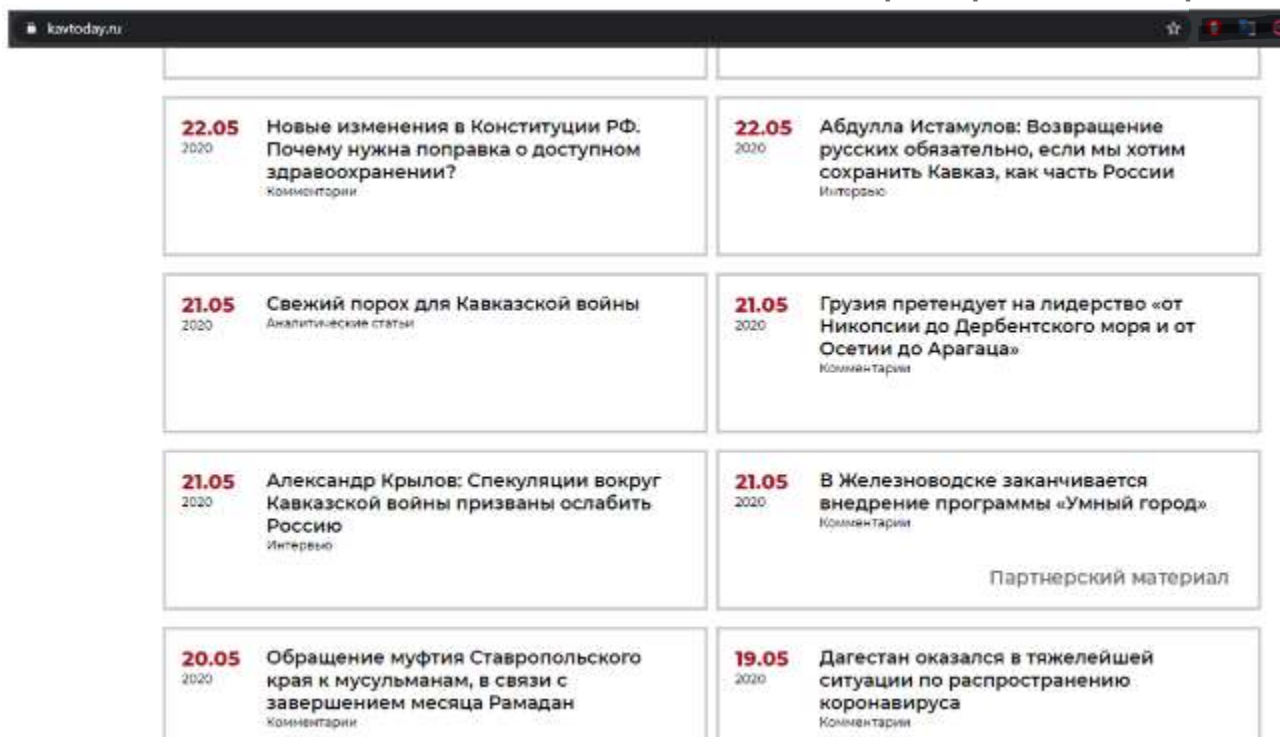 kavtoday.ru
22.05
2020
Новые изменения в Конституции РФ.
Почему нужна поправка о доступном
здравоохранении?
Комментарии
22.05
2020
Абдулла Истамулов: Возвращение
русских обязательно, если мы хотим
сохранить Кавказ, как часть России
Интервью
21.05
2020
Свежий порох для Кавказской войны
Аналитические статьи
21.05
2020
Грузия претендует на лидерство «от
Никопсии до Дербентского моря и от
Осетии до Арагаца»
Комментарии
21.05
2020
Александр Крылов: Спекуляции вокруг
Кавказской войны призваны ослабить
Россию
Интервью
21.05
2020
В Железноводске заканчивается
внедрение программы «Умный город»
Комментарии
Партнерский материал
20.05
2020
Обращение муфтия Ставропольского
края к мусульманам, в связи с
завершением месяца Рамадан
Комментарии
19.05
2020
Дагестан оказался в тяжелейшей
ситуации по распространению
коронавируса
Комментарии